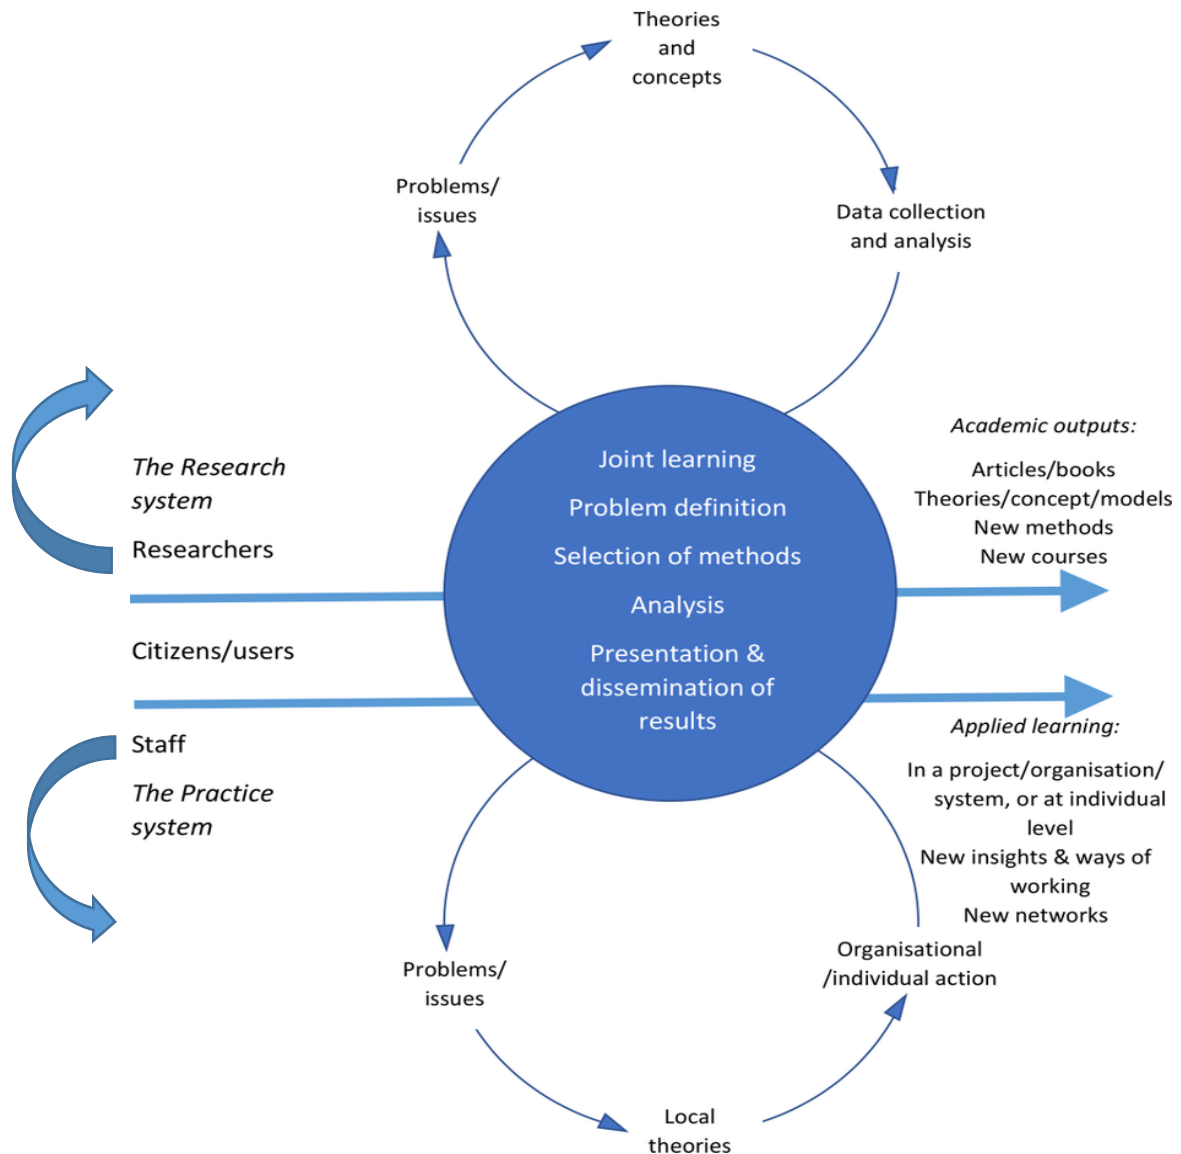 Theories
and
concepts
Problems/
issues
Data collection
and analysis
The Research
system
Researchers
Citizens/users
Staff
The Practice
system
Joint learning
Problem definition
Selection of methods
Analysis
Presentation &
dissemination of
results
Academic outputs:
Articles/books
Theories/concept/models
New methods
New courses
Applied learning:
In a project/organisation/
system, or at individual
level
New insights & ways of
working
New networks
Problems/
issues
Organisational
/individual action
Local
theories